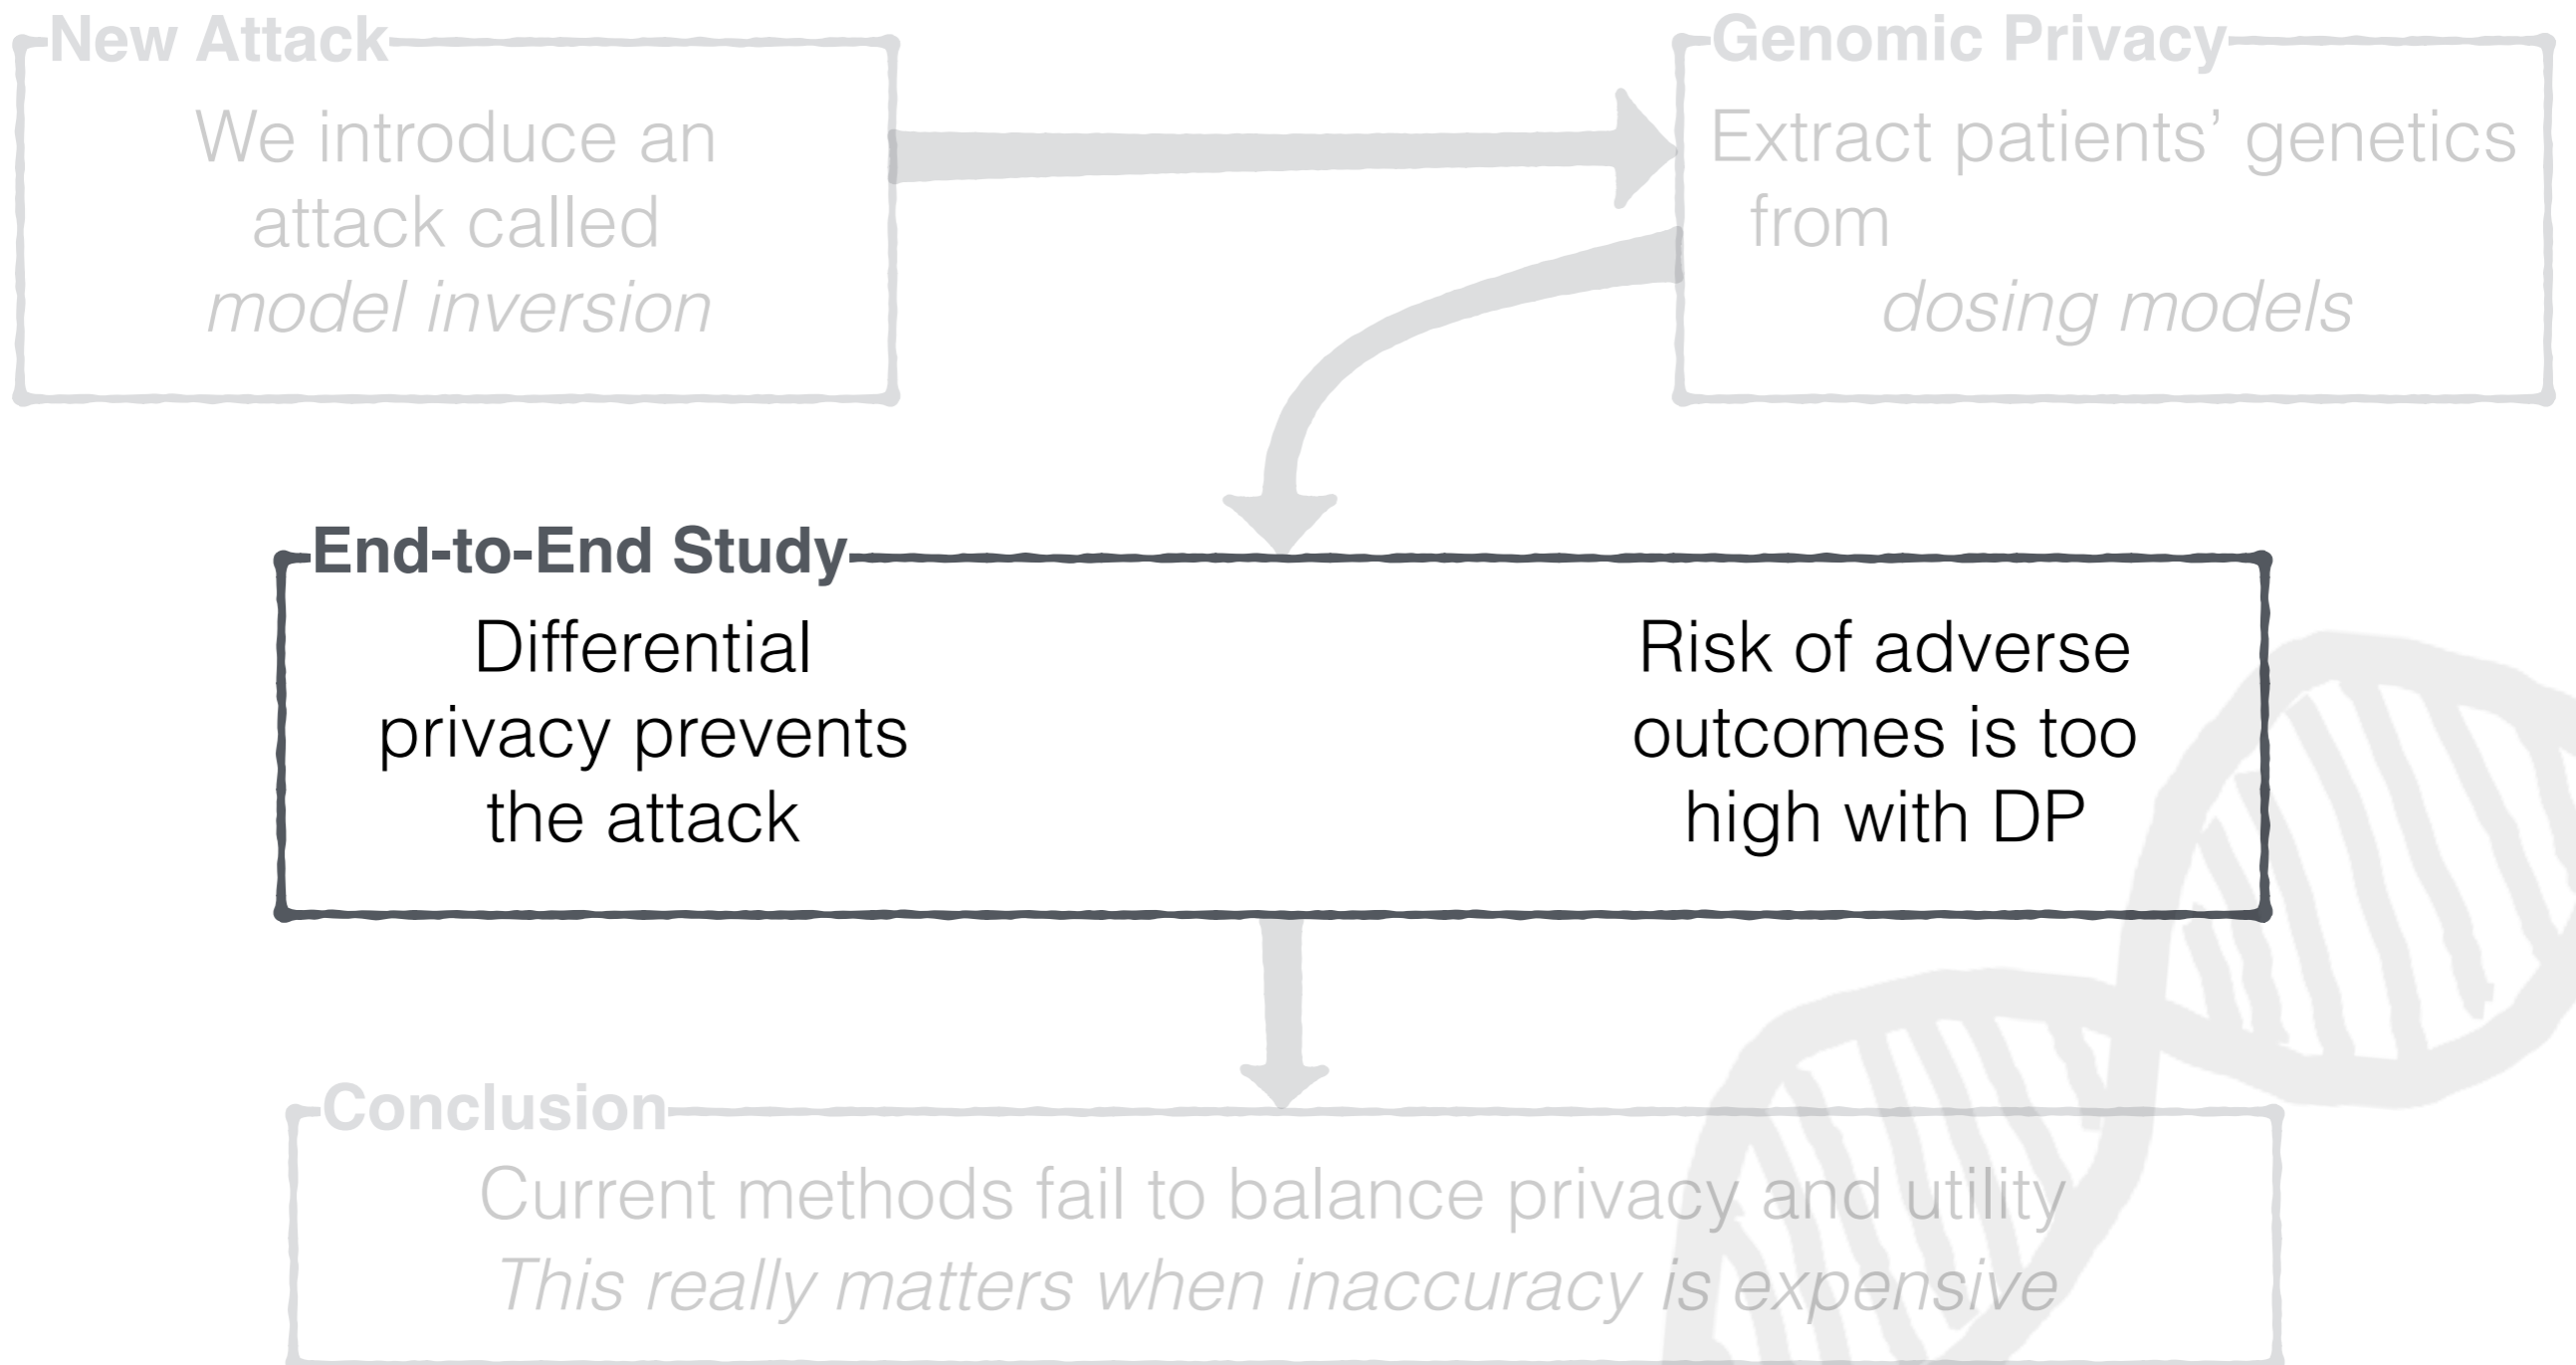 New Attack
We introduce an
attack called
model inversion
Genomic Privacy
Extract patients’ genetics
from
dosing models
End-to-End Study
Differential
privacy prevents
the attack
Risk of adverse
outcomes is too
high with DP
Conclusion
Current methods fail to balance privacy and utility
This really matters when inaccuracy is expensive